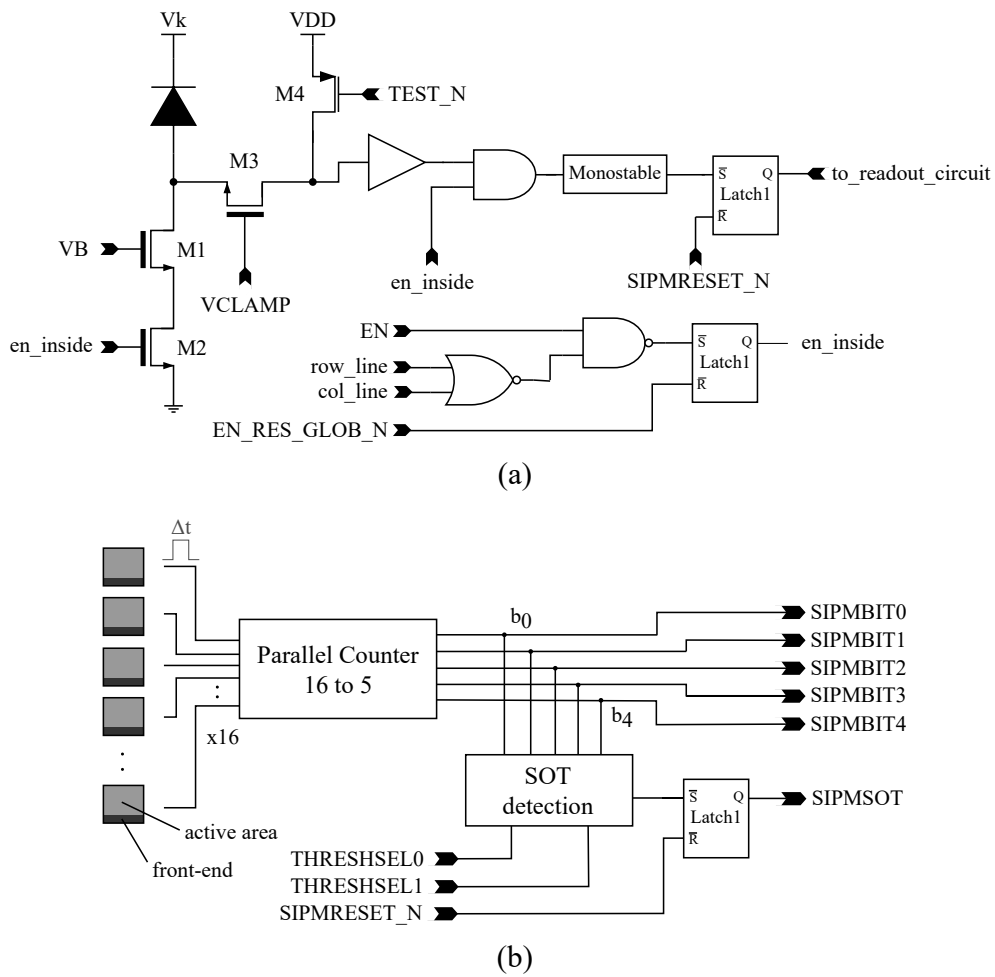 Vk
VDD
M4
TEST_N
M3
Monostable
S Q
Latch1
R
to_readout_circuit
VB
M1
VCLAMP
en_inside
SIPMRESET_N
en_inside
M2
EN
row_line
col_line
S Q
Latch1
R
en_inside
EN_RES_GLOB_N
(a)
Δt
Parallel Counter
16 to 5
x16
b0
b4
SIPMBIT0
SIPMBIT1
SIPMBIT2
SIPMBIT3
SIPMBIT4
SOT
detection
S Q
Latch1
R
SIPMSOT
active area
front-end
THRESHSEL0
THRESHSEL1
SIPMRESET_N
(b)